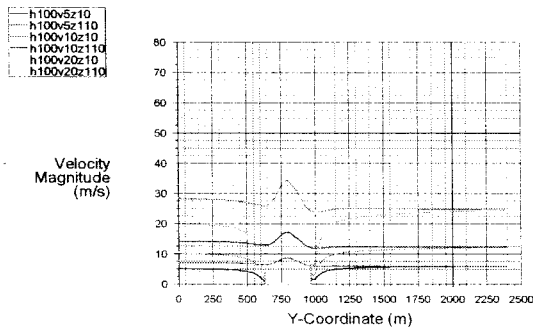 h100v5z10
h100v5z110
h100v10z10
h100v10z110
h100v20z10
h100v20z110
80
70
60
50
40
30
20
10
0
Velocity
Magnitude
(m/s)
0 250 500 750 1000 1250 1500 1750 2000 2250 2500
Y-Coordinate (m)